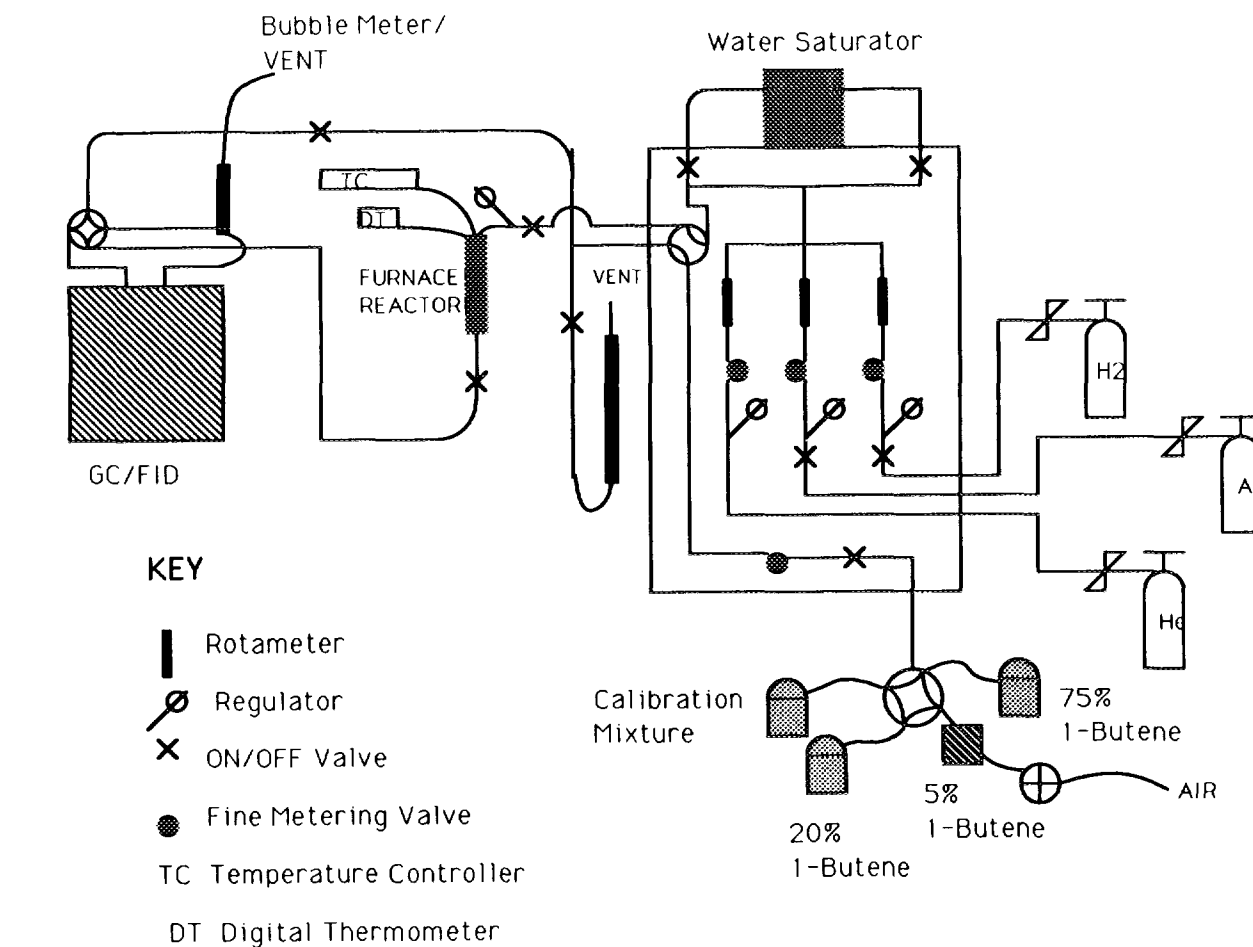 Bubble Meter/
VENT
Water Saturator
TC
DT
FURNACE
REACTOR
VENT
H2
A
He
GC/FID
KEY
Rotameter
Regulator
ON/OFF Valve
Fine Metering Valve
TC Temperature Controller
DT Digital Thermometer
Calibration
Mixture
75%
1-Butene
5%
1-Butene
AIR
20%
1-Butene